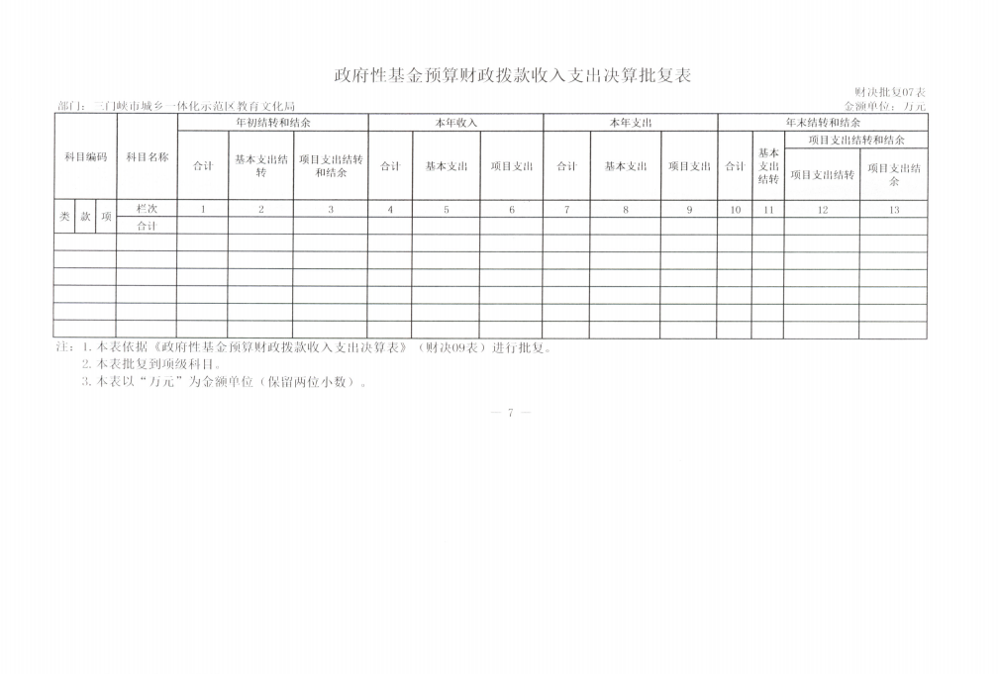 政府性基金预算财政拨款收入支出决算批复表
财决批复07表
部门：三门峡市城乡一体化示范区教育文化局 金额单位：万元
科目编码 科目名称 年初结转和结余 本年收入 本年支出 年末结转和结余
合计 基本支出结转 项目支出结转和结余 合计 基本支出 项目支出 合计 基本支出 项目支出 合计 基本支出结转 项目支出结转和结余
项目支出结转 项目支出结余
类 款 项 栏次 1 2 3 4 5 6 7 8 9 10 11 12 13
合计
注：1.本表依据《政府性基金预算财政拨款收入支出决算表》（财决09表）进行批复。
2.本表批复到项级科目。
3.本表以“万元”为金额单位（保留两位小数）。
— 7 —